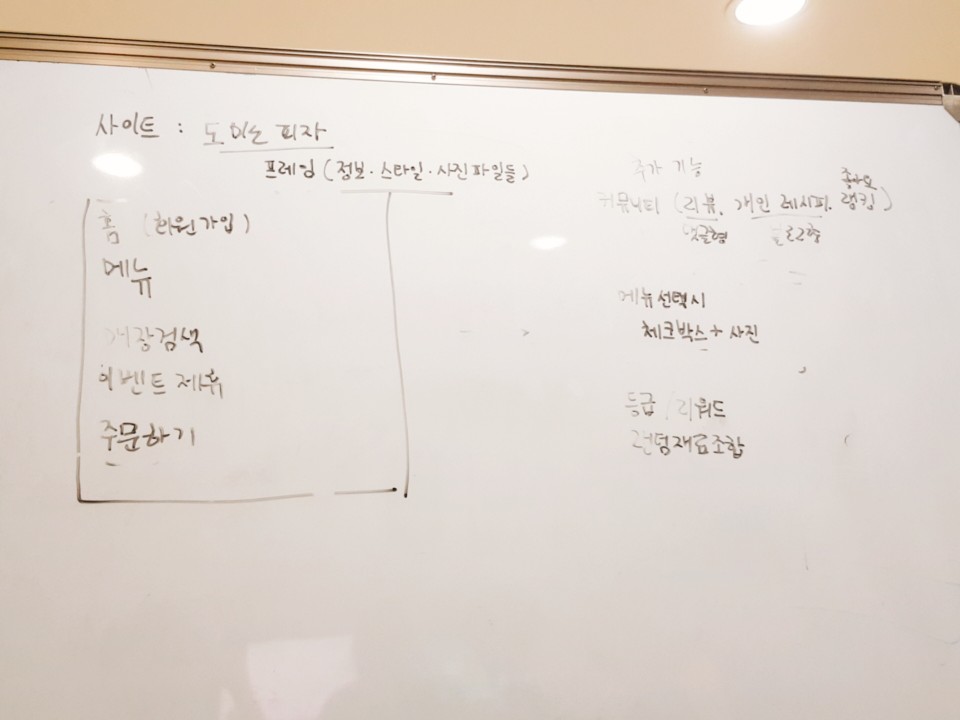 사이트 : 도미노 피자
프레임 (정보 · 스타일 · 사진파일들)
홈 (회원가입)
메뉴
매장검색
이벤트 제휴
주문하기
추가 기능
좋아요
커뮤니티 (리뷰, 개인 레시피, 랭킹)
댓글형 블로그형
메뉴선택시
체크박스 + 사진
등급 / 리워드
랜덤재료조합